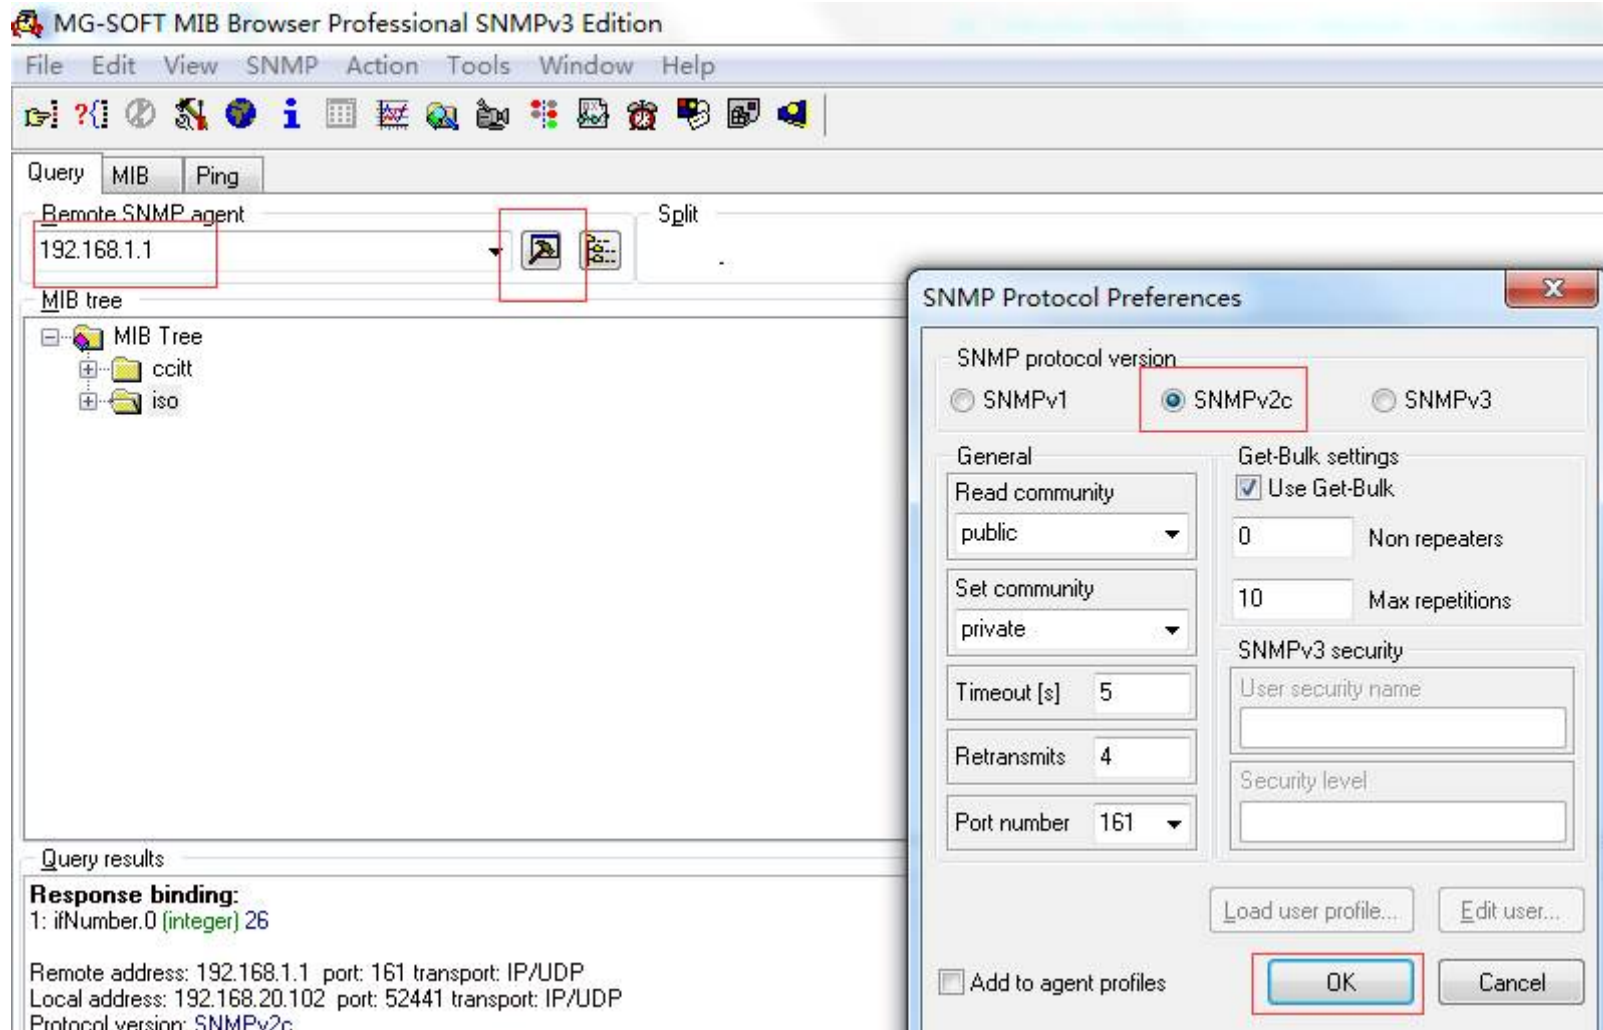 MG-SOFT MIB Browser Professional SNMPv3 Edition
File Edit View SNMP Action Tools Window Help
Query MIB Ping
Remote SNMP agent
Split
192.168.1.1
MIB tree
MIB Tree
ccitt
iso
SNMP Protocol Preferences
SNMP protocol version
SNMPv1 SNMPv2c SNMPv3
General
Read community
public
Set community
private
Timeout [s] 5
Retransmits 4
Port number 161
Get-Bulk settings
Use Get-Bulk
0 Non repeaters
10 Max repetitions
SNMPv3 security
User security name
Security level
Load user profile... Edit user...
Add to agent profiles
OK Cancel
Query results
Response binding:
1: ifNumber.0 (integer) 26
Remote address: 192.168.1.1 port: 161 transport: IP/UDP
Local address: 192.168.20.102 port: 52441 transport: IP/UDP
Protocol version: SNMPv2c